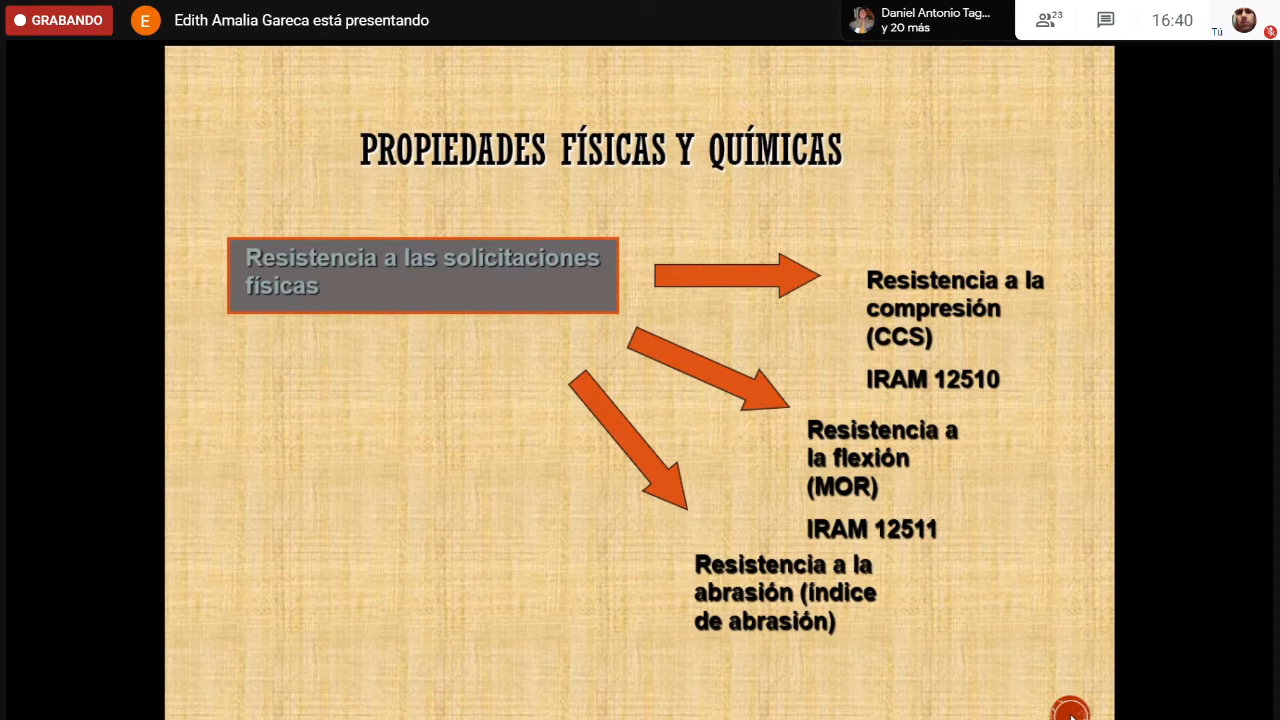 GRABANDO
E
Edith Amalia Gareca está presentando
Daniel Antonio Tag...
y 20 más
23
16:40
Tú
PROPIEDADES FÍSICAS Y QUÍMICAS
Resistencia a las solicitaciones
físicas
Resistencia a la
compresión
(CCS)
IRAM 12510
Resistencia a
la flexión
(MOR)
IRAM 12511
Resistencia a la
abrasión (índice
de abrasión)